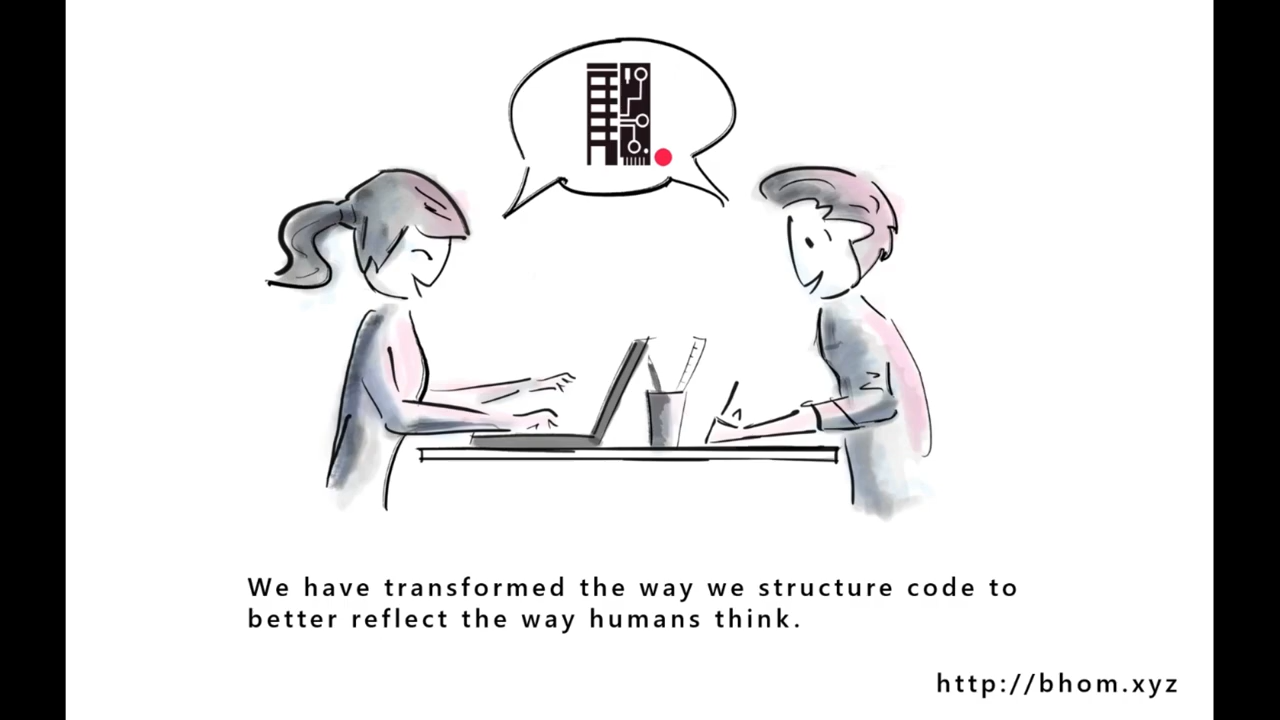 We have transformed the way we structure code to
better reflect the way humans think.
http://bhom.xyz